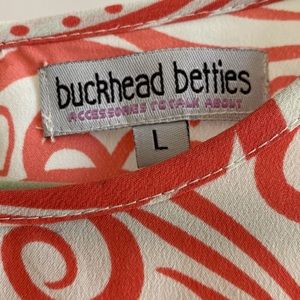 buckhead betties
ACCESSORIES TO TALK ABOUT
L